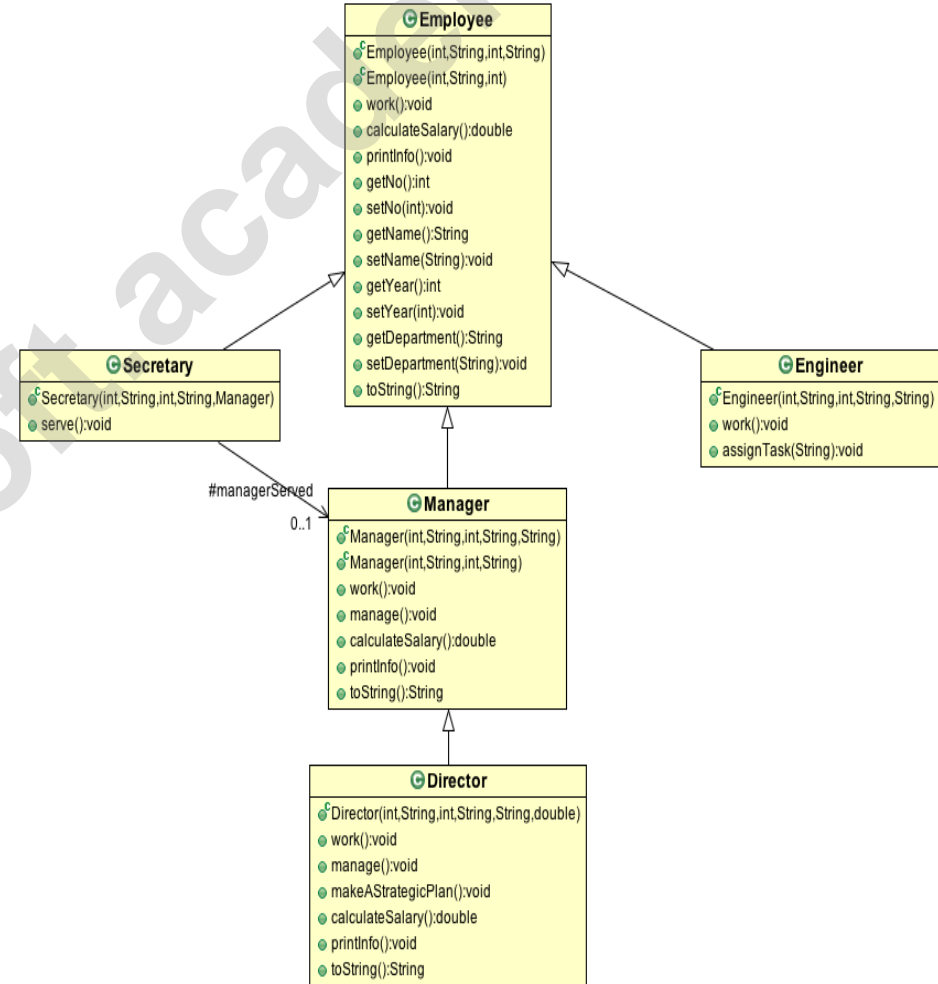 Employee
Employee(int,String,int,String)
Employee(int,String,int)
work():void
calculateSalary():double
printInfo():void
getNo():int
setNo(int):void
getName():String
setName(String):void
getYear():int
setYear(int):void
getDepartment():String
setDepartment(String):void
toString():String
Secretary
Secretary(int,String,int,String,Manager)
serve():void
Engineer
Engineer(int,String,int,String,String)
work():void
assignTask(String):void
#managerServed
0..1
Manager
Manager(int,String,int,String,String)
Manager(int,String,int,String)
work():void
manage():void
calculateSalary():double
printInfo():void
toString():String
Director
Director(int,String,int,String,String,double)
work():void
manage():void
makeAStrategicPlan():void
calculateSalary():double
printInfo():void
toString():String